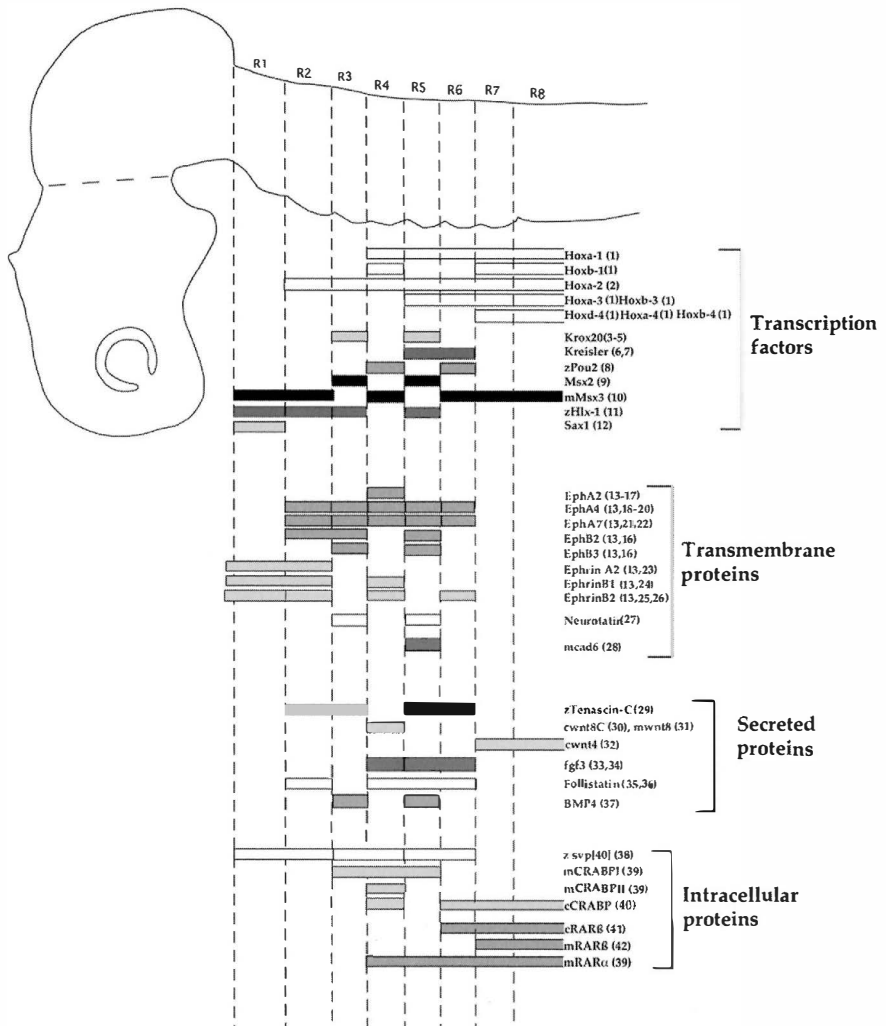 R1 R2 R3 R4 R5 R6 R7 R8
Hoxa-1 (1)
Hoxb-1(1)
Hoxa-2 (2)
Hoxa-3 (1)Hoxb-3 (1)
Hoxd-4(1)Hoxa-4(1) Hoxb-4 (1)
Krox20(3-5)
Kreisler (6,7)
zPou2 (8)
Msx2 (9)
mMsx3 (10)
zHlx-1 (11)
Sax1 (12)
Transcription
factors
EphA2 (13-17)
EphA4 (13,18-20)
EphA7 (13,21,22)
EphB2 (13,16)
EphB3 (13,16)
Ephrin A2 (13,23)
EphrinB1 (13,24)
EphrinB2 (13,25,26)
Neurolatin(27)
mcad6 (28)
Transmembrane
proteins
zTenascin-C(29)
cwnt8C (30), mwnt8 (31)
cwnt4 (32)
fgf3 (33,34)
Follistatin (35,36)
BMP4 (37)
Secreted
proteins
z svp[40] (38)
mCRABPI (39)
mCRABPII (39)
cCRABP (40)
cRARß (41)
mRARß (42)
mRARα (39)
Intracellular
proteins